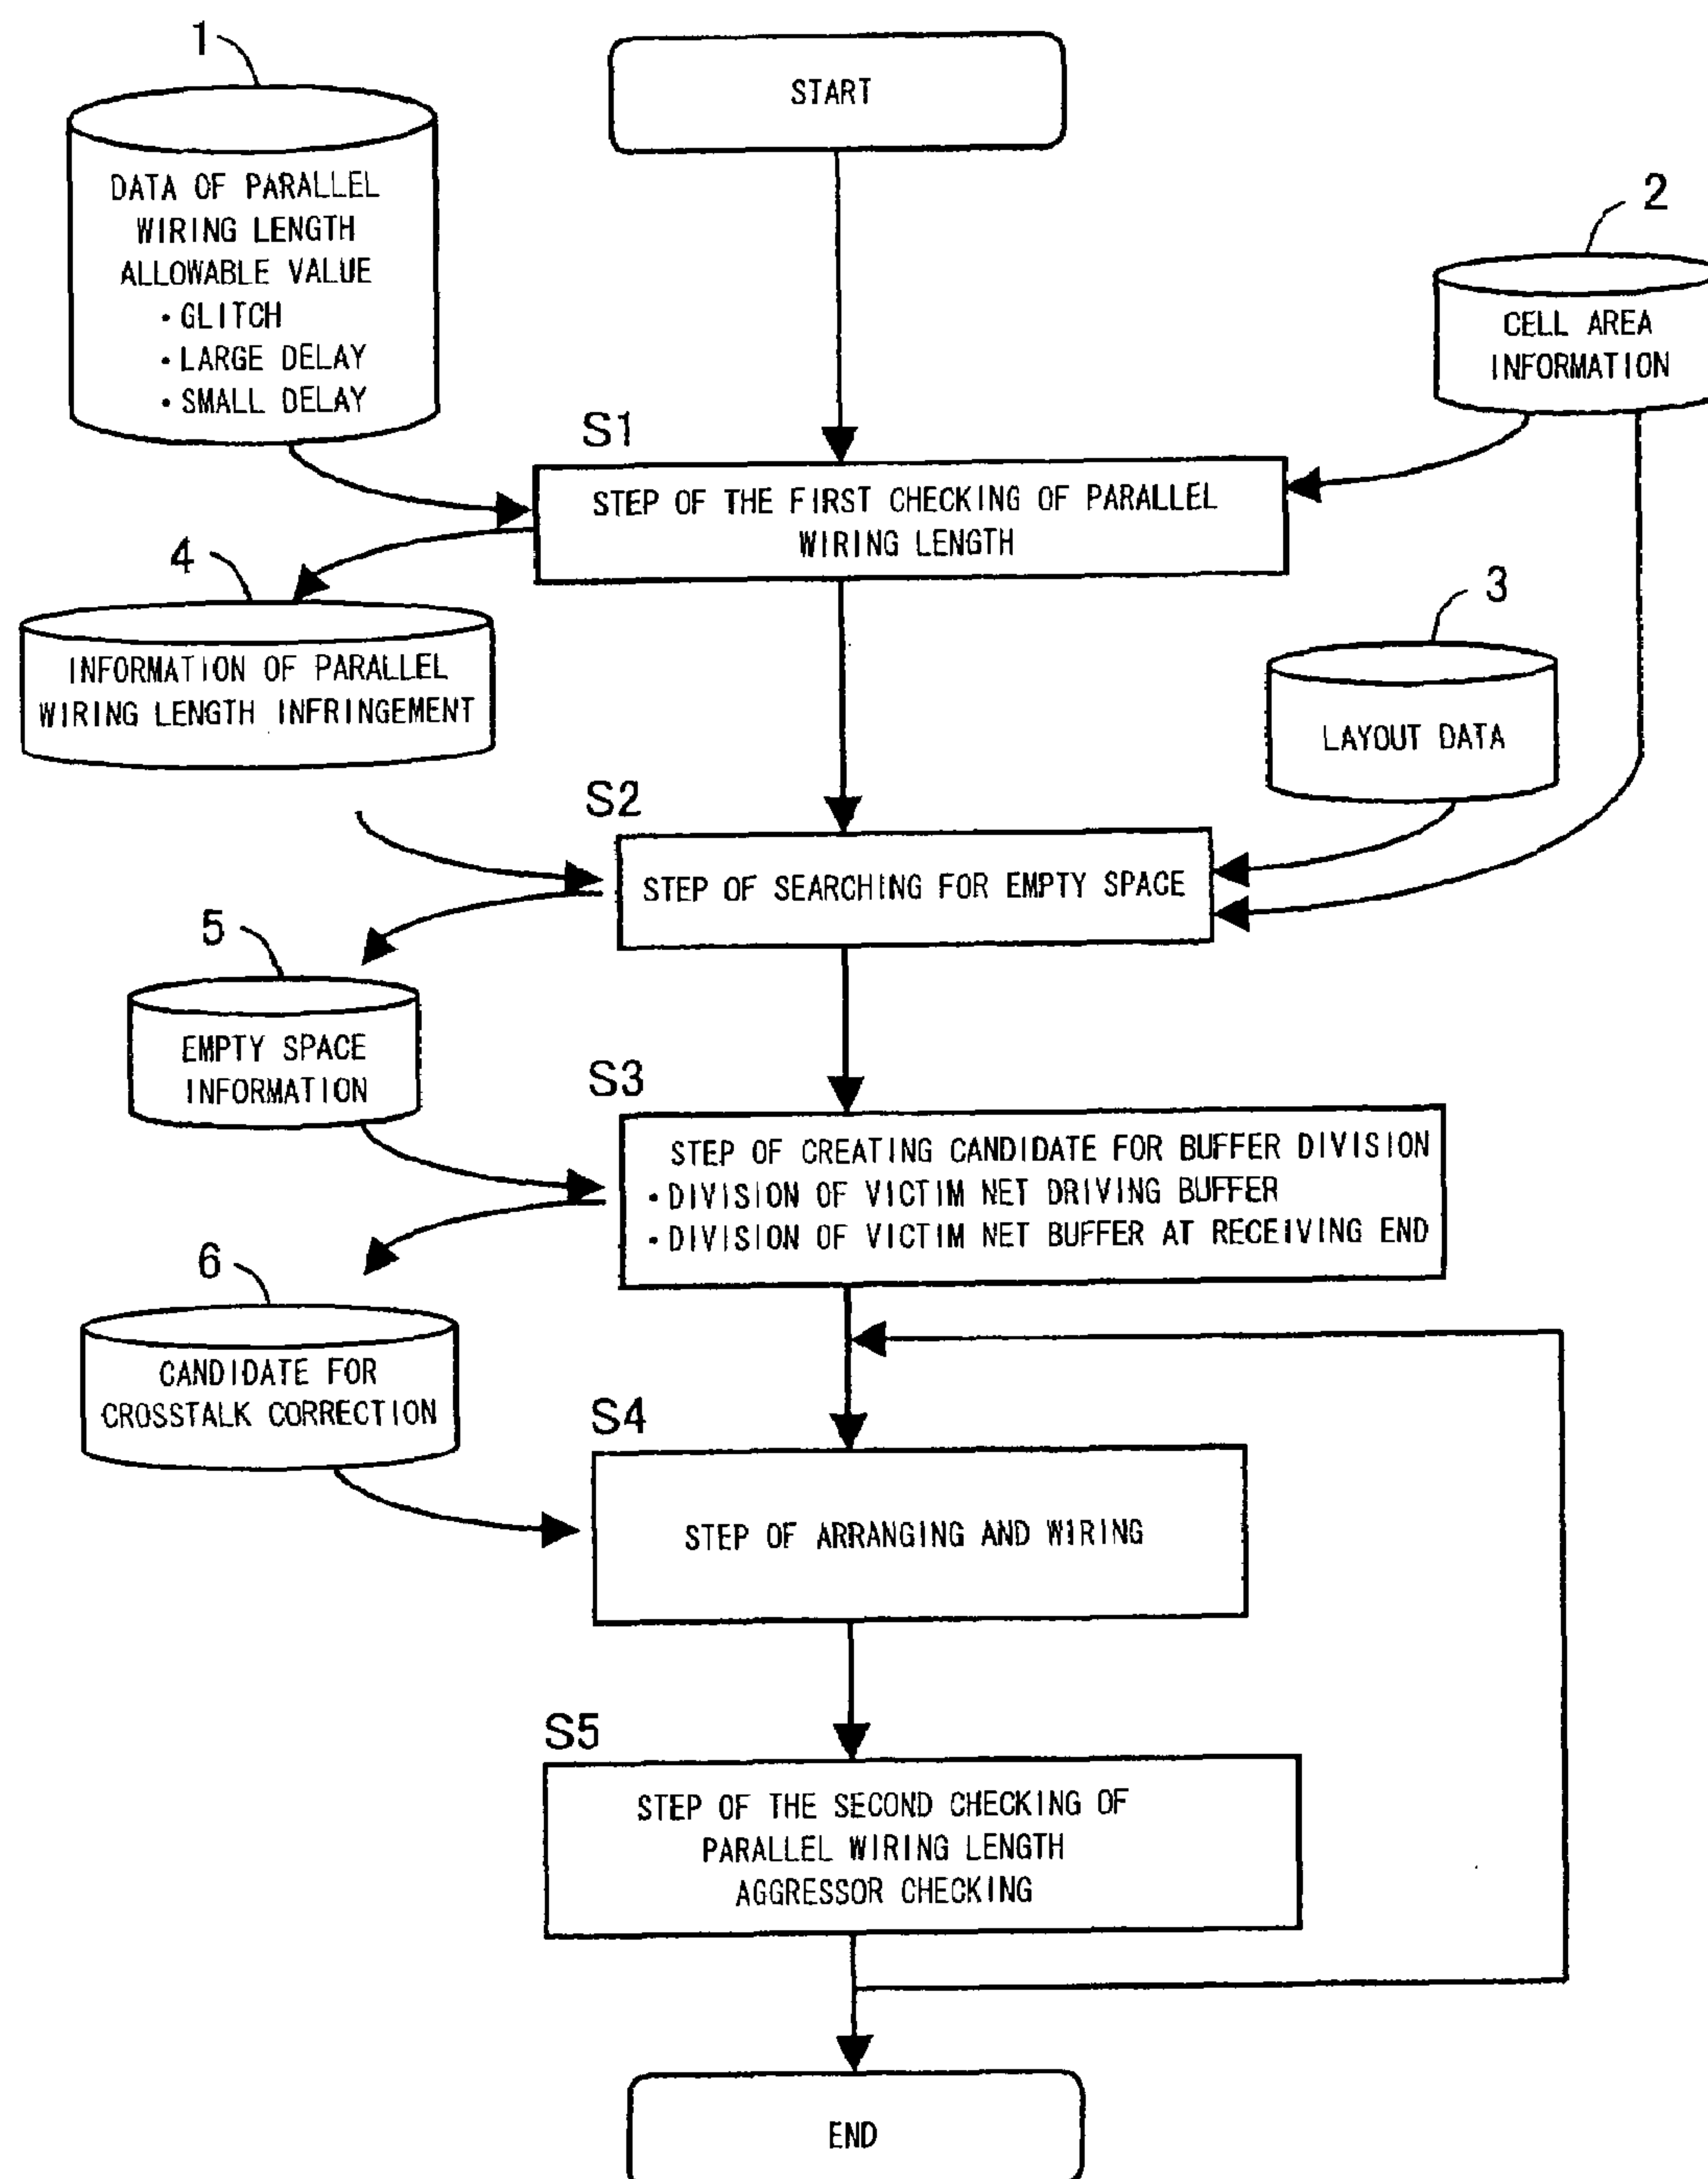 1
START
DATA OF PARALLEL
WIRING LENGTH
ALLOWABLE VALUE
・GLITCH
・LARGE DELAY
・SMALL DELAY
2
CELL AREA
INFORMATION
S1
STEP OF THE FIRST CHECKING OF PARALLEL
WIRING LENGTH
4
INFORMATION OF PARALLEL
WIRING LENGTH INFRINGEMENT
3
LAYOUT DATA
S2
STEP OF SEARCHING FOR EMPTY SPACE
5
EMPTY SPACE
INFORMATION
S3
STEP OF CREATING CANDIDATE FOR BUFFER DIVISION
・DIVISION OF VICTIM NET DRIVING BUFFER
・DIVISION OF VICTIM NET BUFFER AT RECEIVING END
6
CANDIDATE FOR
CROSSTALK CORRECTION
S4
STEP OF ARRANGING AND WIRING
S5
STEP OF THE SECOND CHECKING OF
PARALLEL WIRING LENGTH
AGGRESSOR CHECKING
END